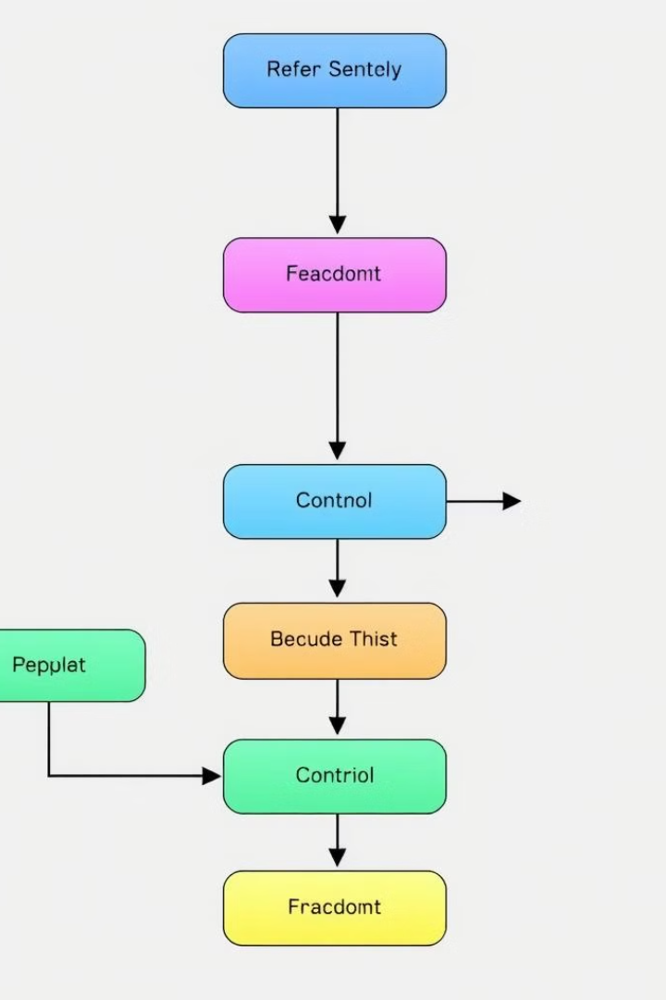 Refer Sentely
Feacdomt
Contnol
Becude Thist
Pepplat
Contriol
Fracdomt